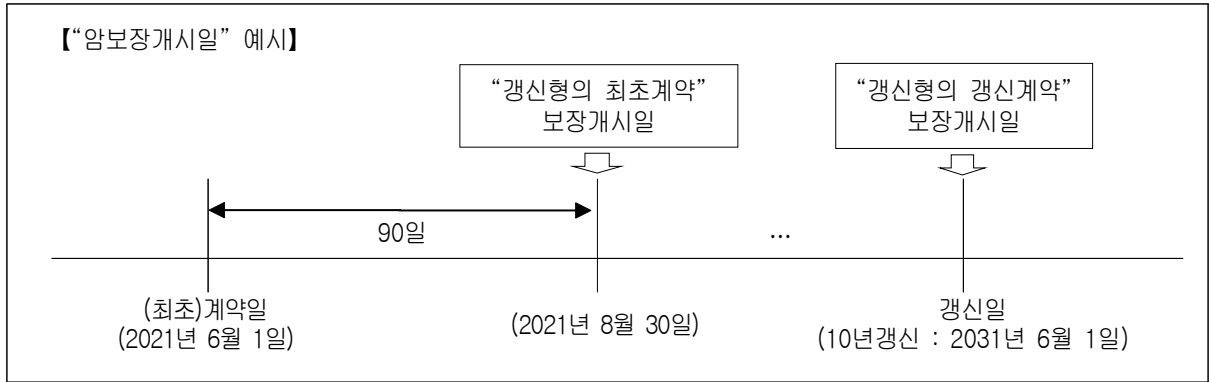 【“암보장개시일” 예시】
“갱신형의 최초계약”
보장개시일
“갱신형의 갱신계약”
보장개시일
90일
...
(최초)계약일
(2021년 6월 1일)
(2021년 8월 30일)
갱신일
(10년갱신 : 2031년 6월 1일)